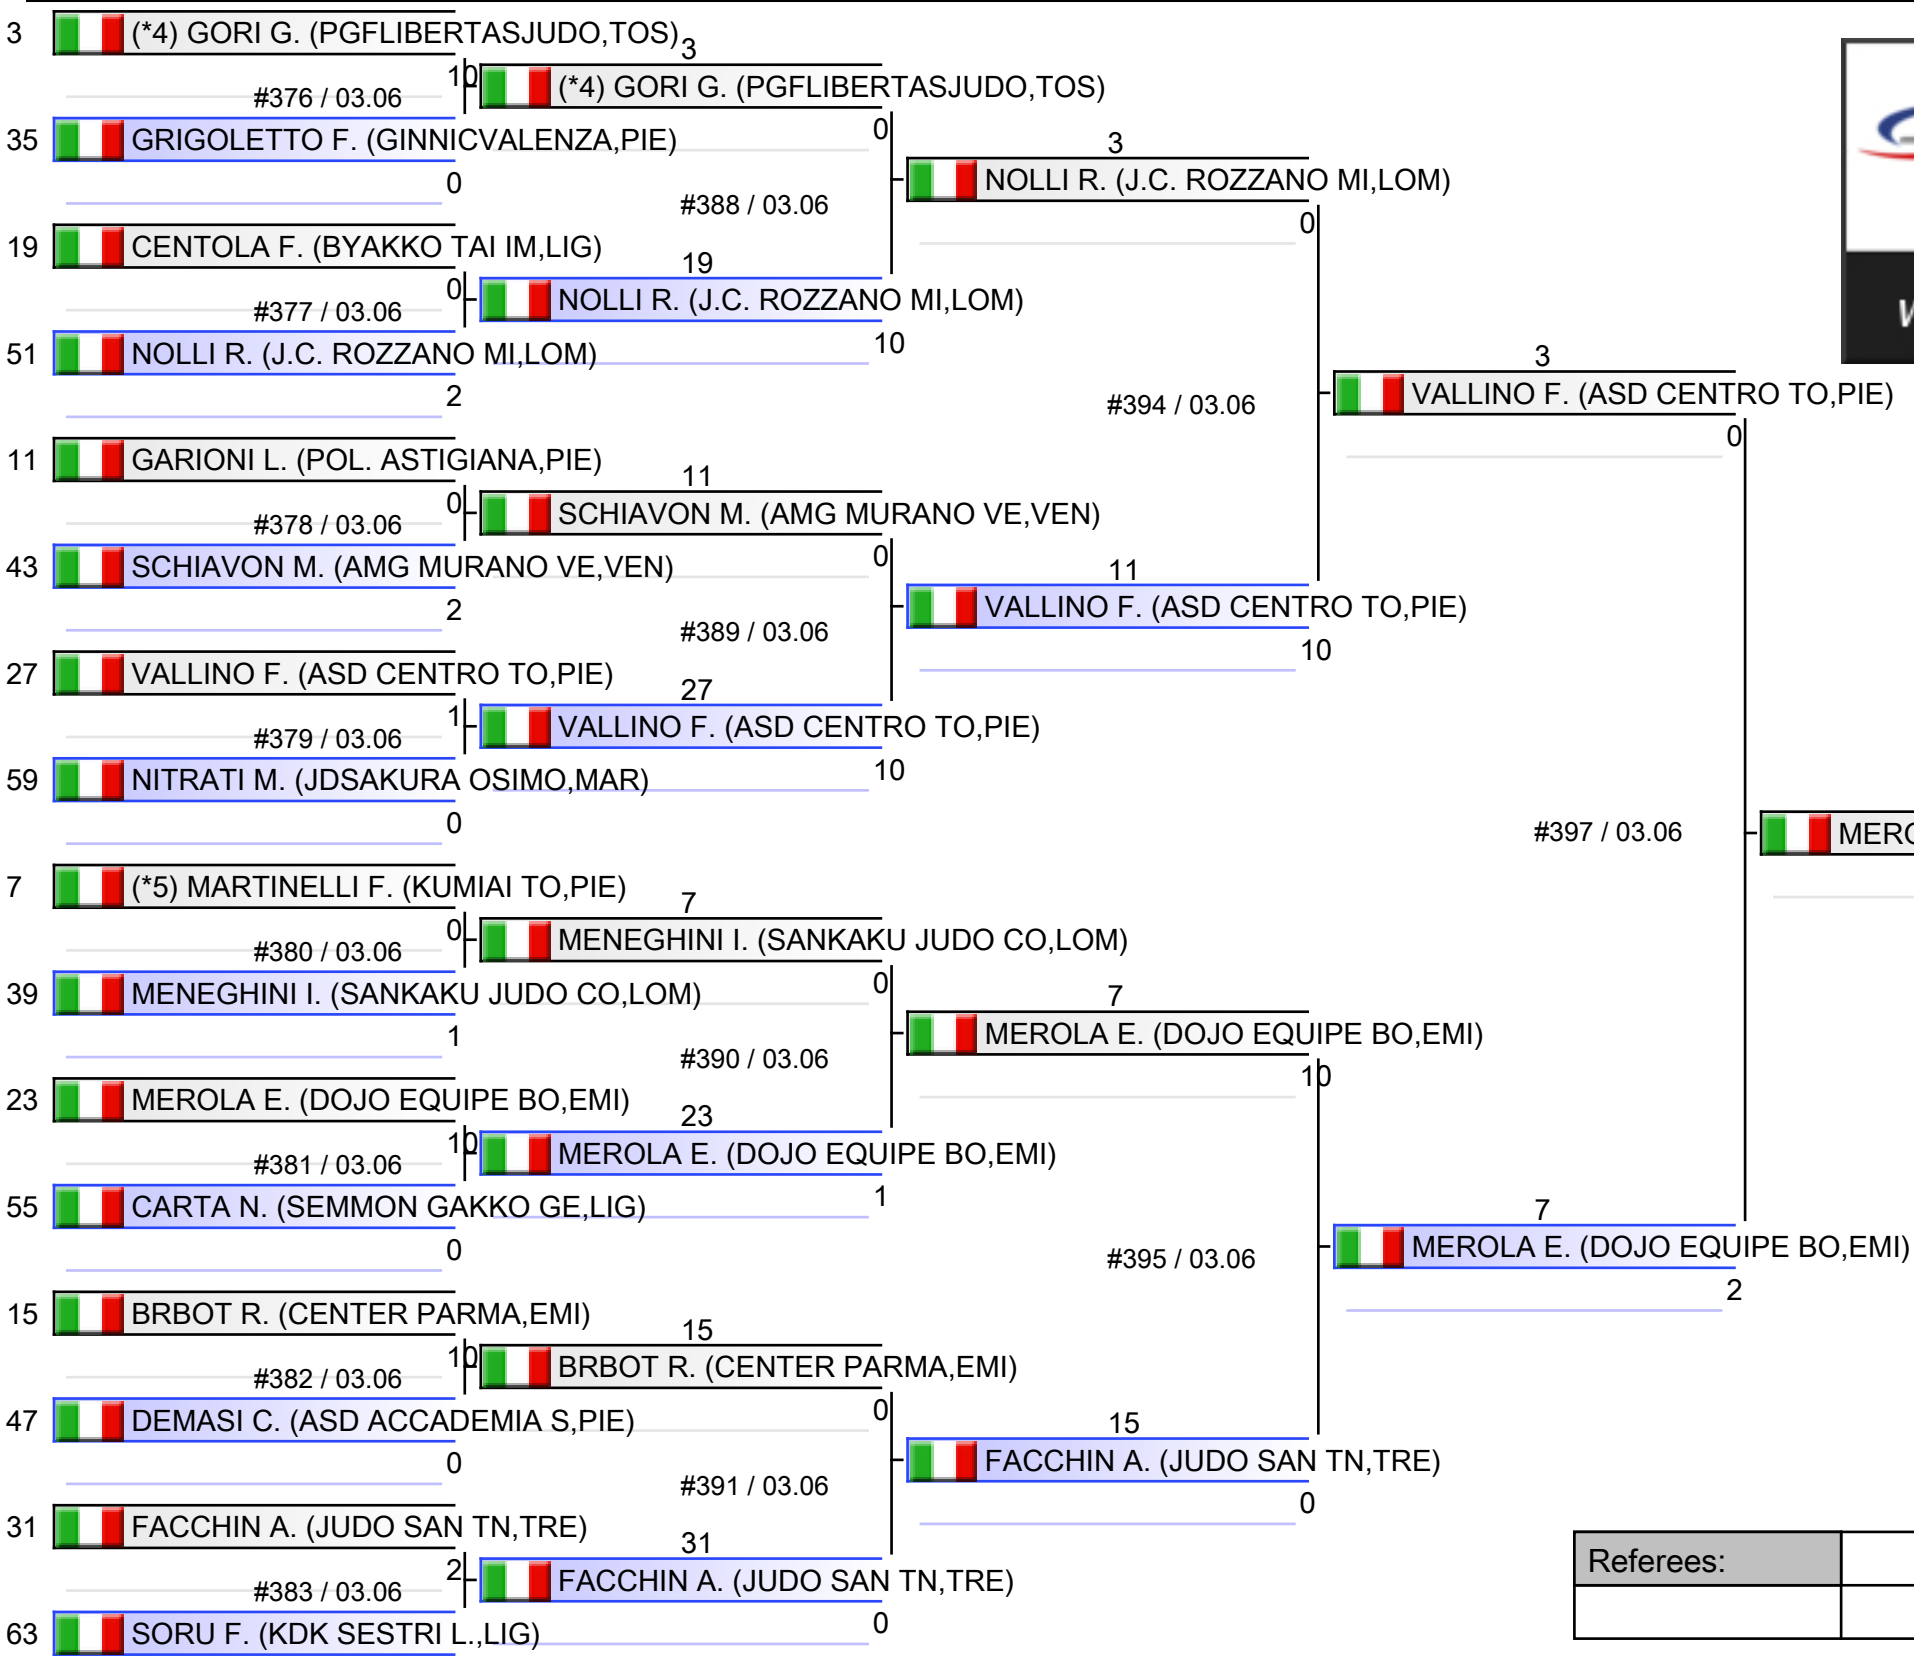 3 (*4) GORI G. (PGFLIBERTASJUDO,TOS)
10
#376 / 03.06
35 GRIGOLETTO F. (GINNICVALENZA,PIE)
0
19 CENTOLA F. (BYAKKO TAI IM,LIG)
0
#377 / 03.06
51 NOLLI R. (J.C. ROZZANO MI,LOM)
2
11 GARIONI L. (POL. ASTIGIANA,PIE)
0
#378 / 03.06
43 SCHIAVON M. (AMG MURANO VE,VEN)
2
27 VALLINO F. (ASD CENTRO TO,PIE)
1
#379 / 03.06
59 NITRATI M. (JDSAKURA OSIMO,MAR)
0
7 (*5) MARTINELLI F. (KUMIAI TO,PIE)
0
#380 / 03.06
39 MENEGHINI I. (SANKAKU JUDO CO,LOM)
1
23 MEROLA E. (DOJO EQUIPE BO,EMI)
10
#381 / 03.06
55 CARTA N. (SEMMON GAKKO GE,LIG)
0
15 BRBOT R. (CENTER PARMA,EMI)
10
#382 / 03.06
47 DEMASI C. (ASD ACCADEMIA S,PIE)
0
31 FACCHIN A. (JUDO SAN TN,TRE)
2
#383 / 03.06
63 SORU F. (KDK SESTRI L.,LIG)
3
(*4) GORI G. (PGFLIBERTASJUDO,TOS)
0
#388 / 03.06
19
NOLLI R. (J.C. ROZZANO MI,LOM)
10
11
SCHIAVON M. (AMG MURANO VE,VEN)
0
#389 / 03.06
27
VALLINO F. (ASD CENTRO TO,PIE)
10
7
MENEGHINI I. (SANKAKU JUDO CO,LOM)
0
#390 / 03.06
23
MEROLA E. (DOJO EQUIPE BO,EMI)
1
15
BRBOT R. (CENTER PARMA,EMI)
0
#391 / 03.06
31
FACCHIN A. (JUDO SAN TN,TRE)
0
3
NOLLI R. (J.C. ROZZANO MI,LOM)
0
#394 / 03.06
11
VALLINO F. (ASD CENTRO TO,PIE)
10
7
MEROLA E. (DOJO EQUIPE BO,EMI)
10
#395 / 03.06
15
FACCHIN A. (JUDO SAN TN,TRE)
0
3
VALLINO F. (ASD CENTRO TO,PIE)
0
#397 / 03.06
7
MEROLA E. (DOJO EQUIPE BO,EMI)
2
Referees: